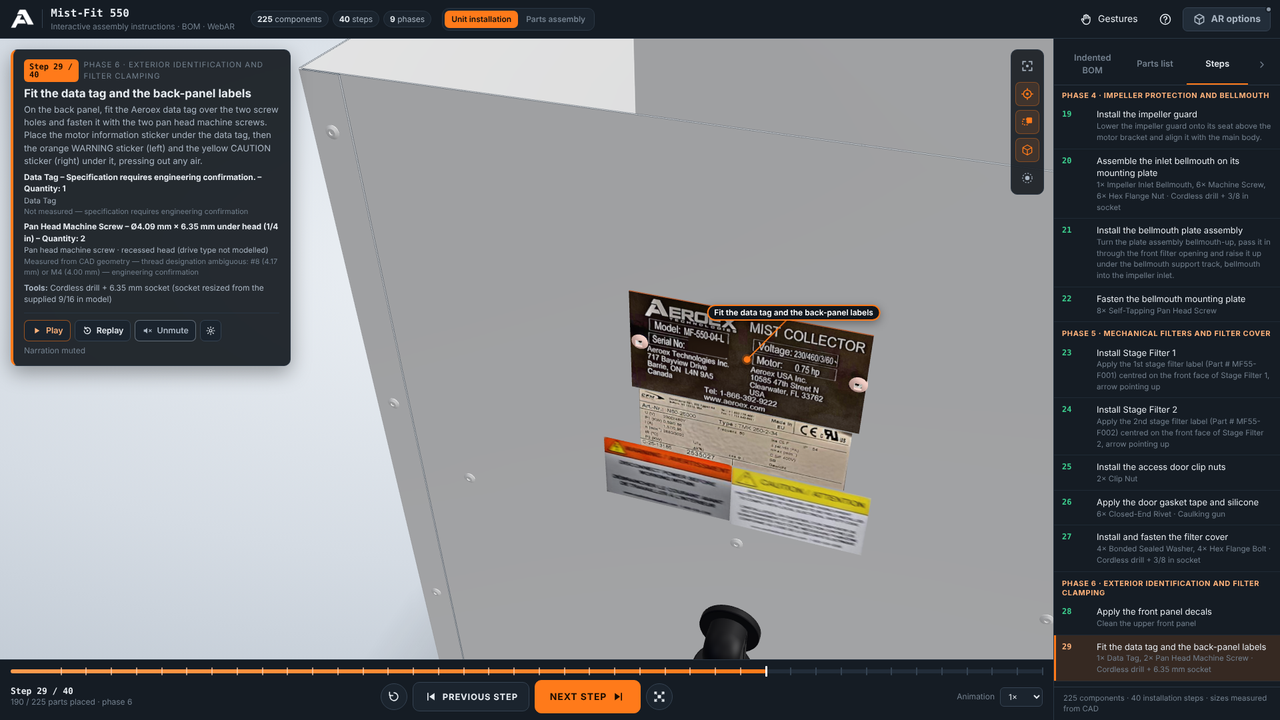 Mist-Fit 550
Interactive assembly instructions · BOM · WebAR
225 components
40 steps
9 phases
Unit installation
Parts assembly
Gestures
AR options
Step 29 / 40
PHASE 6 · EXTERIOR IDENTIFICATION AND FILTER CLAMPING
Fit the data tag and the back-panel labels
On the back panel, fit the Aeroex data tag over the two screw
holes and fasten it with the two pan head machine screws.
Place the motor information sticker under the data tag, then
the orange WARNING sticker (left) and the yellow CAUTION
sticker (right) under it, pressing out any air.
Data Tag – Specification requires engineering confirmation. –
Quantity: 1
Data Tag
Not measured — specification requires engineering confirmation
Pan Head Machine Screw – Ø4.09 mm × 6.35 mm under head (1/4
in) – Quantity: 2
Pan head machine screw · recessed head (drive type not modelled)
Measured from CAD geometry — thread designation ambiguous: #8 (4.17
mm) or M4 (4.00 mm) — engineering confirmation
Tools: Cordless drill + 6.35 mm socket (socket resized from the
supplied 9/16 in model)
Play
Replay
Unmute
Narration muted
Fit the data tag and the back-panel labels
AEROEX
MIST COLLECTOR
Model: MF-550-04-L
Serial No:
Aeroex Technologies Inc.
717 Bayview Drive
Barrie, ON L4N 9A5
Canada
Voltage: 230/460/3/60
Motor: 0.75 hp
Aeroex USA Inc.
10585 47th Street N
Clearwater, FL 33762
USA
Tel: 1-866-392-9222
www.aeroex.com
2535027
Indented BOM
Parts list
Steps
PHASE 4 · IMPELLER PROTECTION AND BELLMOUTH
19
Install the impeller guard
Lower the impeller guard onto its seat above the
motor bracket and align it with the main body.
20
Assemble the inlet bellmouth on its
mounting plate
1× Impeller Inlet Bellmouth, 6× Machine Screw,
6× Hex Flange Nut · Cordless drill + 3/8 in
socket
21
Install the bellmouth plate assembly
Turn the plate assembly bellmouth-up, pass it in
through the front filter opening and raise it up
under the bellmouth support track, bellmouth
into the impeller inlet.
22
Fasten the bellmouth mounting plate
8× Self-Tapping Pan Head Screw
PHASE 5 · MECHANICAL FILTERS AND FILTER COVER
23
Install Stage Filter 1
Apply the 1st stage filter label (Part # MF55-
F001) centred on the front face of Stage Filter 1,
arrow pointing up
24
Install Stage Filter 2
Apply the 2nd stage filter label (Part # MF55-
F002) centred on the front face of Stage Filter
2, arrow pointing up
25
Install the access door clip nuts
2× Clip Nut
26
Apply the door gasket tape and silicone
6× Closed-End Rivet · Caulking gun
27
Install and fasten the filter cover
4× Bonded Sealed Washer, 4× Hex Flange Bolt ·
Cordless drill + 3/8 in socket
PHASE 6 · EXTERIOR IDENTIFICATION AND FILTER
CLAMPING
28
Apply the front panel decals
Clean the upper front panel
29
Fit the data tag and the back-panel labels
1× Data Tag, 2× Pan Head Machine Screw ·
Cordless drill + 6.35 mm socket
225 components · 40 installation steps · sizes measured
from CAD
Step 29 / 40
190 / 225 parts placed · phase 6
PREVIOUS STEP
NEXT STEP
Animation
1×